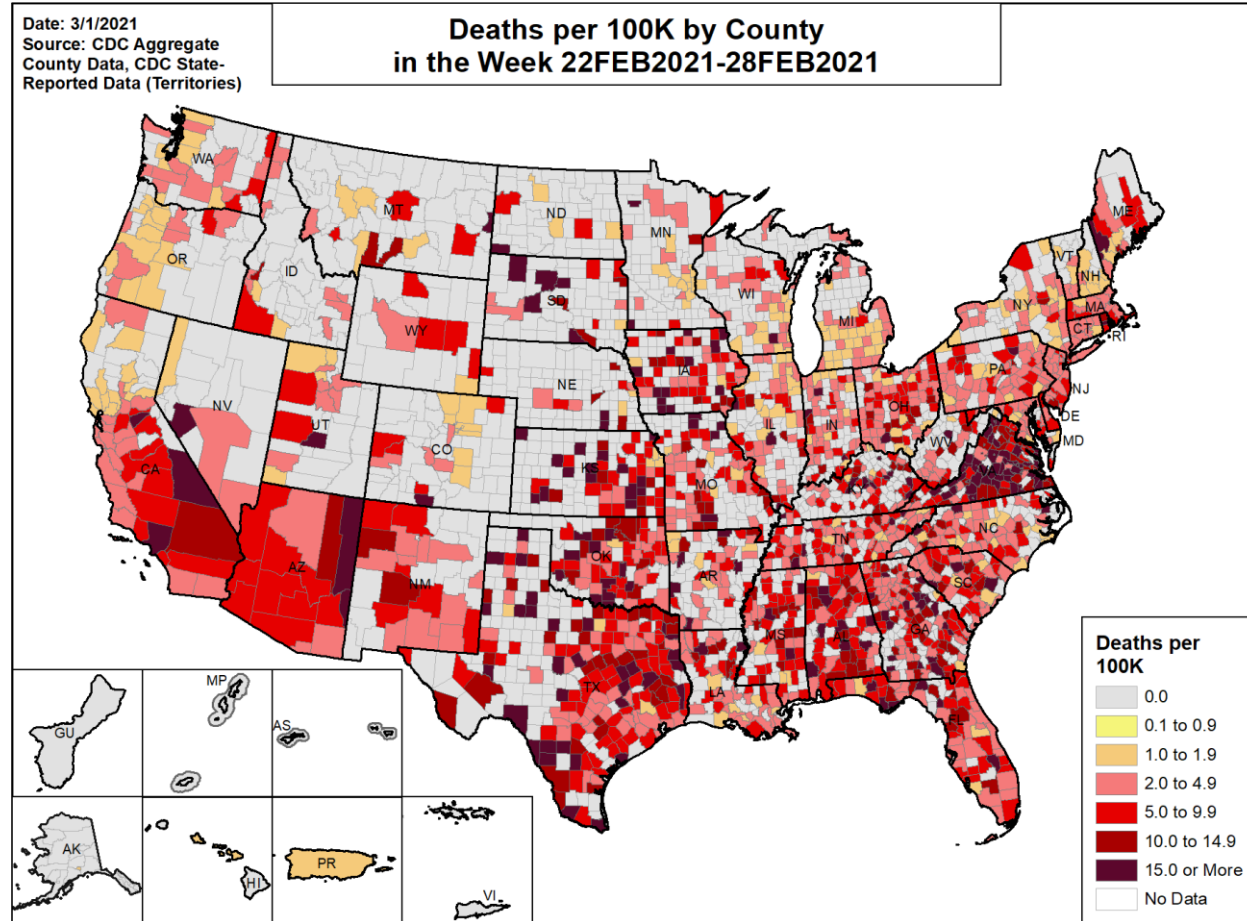 Date: 3/1/2021
Source: CDC Aggregate
County Data, CDC State-
Reported Data (Territories)
Deaths per 100K by County
in the Week 22FEB2021-28FEB2021
WA
MT
ND
MN
ME
OR
ID
SD
WI
MI
VT
NH
NY
MA
CT
RI
WY
IA
NE
PA
NJ
NV
UT
CO
IL
IN
OH
DE
MD
WV
VA
CA
KS
MO
KY
AZ
NM
OK
AR
TN
NC
SC
MS
AL
GA
TX
LA
FL
GU
MP
AS
AK
HI
PR
VI
Deaths per
100K
0.0
0.1 to 0.9
1.0 to 1.9
2.0 to 4.9
5.0 to 9.9
10.0 to 14.9
15.0 or More
No Data